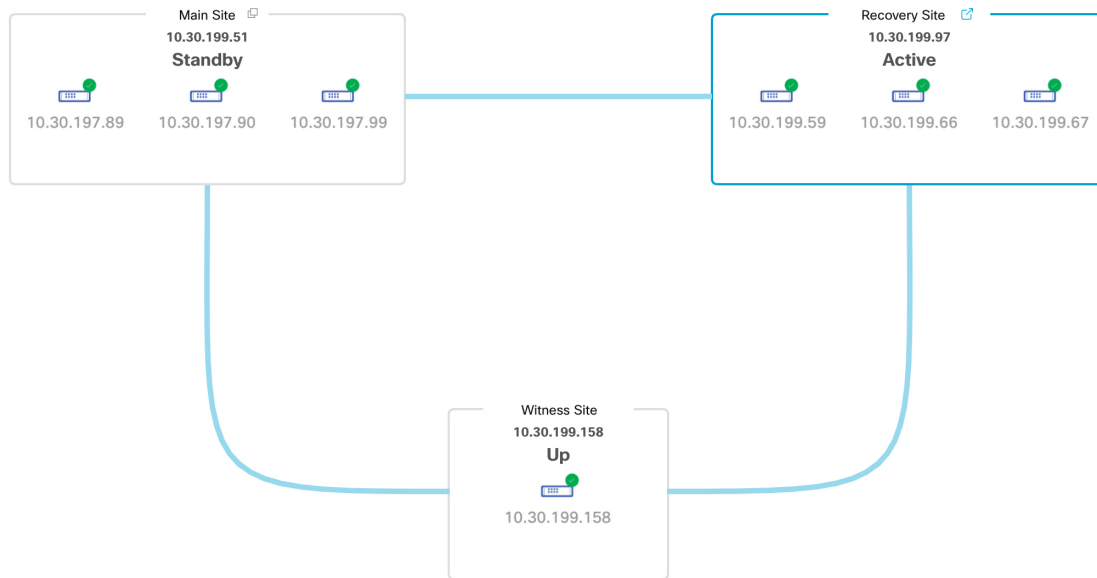 Main Site
10.30.199.51
Standby
10.30.197.89 10.30.197.90 10.30.197.99
Recovery Site
10.30.199.97
Active
10.30.199.59 10.30.199.66 10.30.199.67
Witness Site
10.30.199.158
Up
10.30.199.158